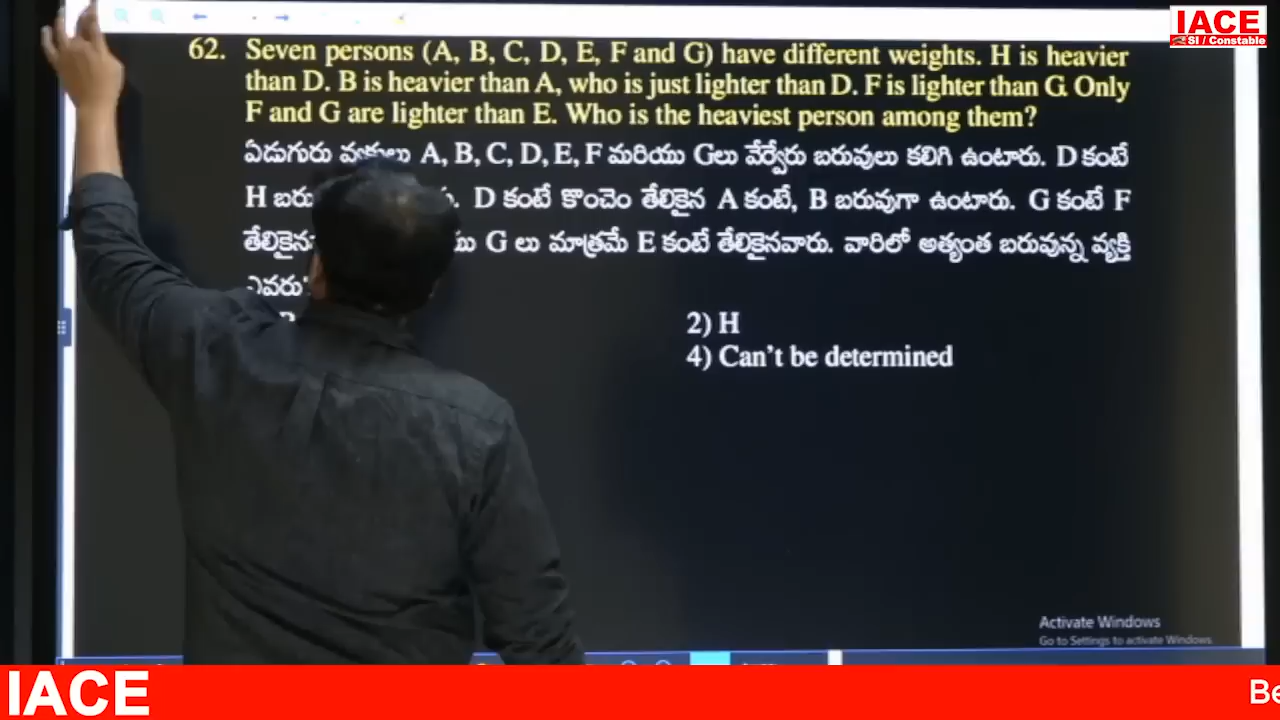 IACE
SI / Constable
62. Seven persons (A, B, C, D, E, F and G) have different weights. H is heavier
than D. B is heavier than A, who is just lighter than D. F is lighter than G. Only
F and G are lighter than E. Who is the heaviest person among them?
ఏడుగురు వ్యక్తులు A, B, C, D, E, F మరియు Gలు వేర్వేరు బరువులు కలిగి ఉంటారు. D కంటే
H D కంటే కొంచెం తేలికైన A కంటే, B బరువుగా ఉంటారు. G కంటే F
G లు మాత్రమే E కంటే తేలికైనవారు. వారిలో అత్యంత బరువున్న వ్యక్తి
2) H
4) Can't be determined
Activate Windows
Go to Settings to activate Windows.
IACE